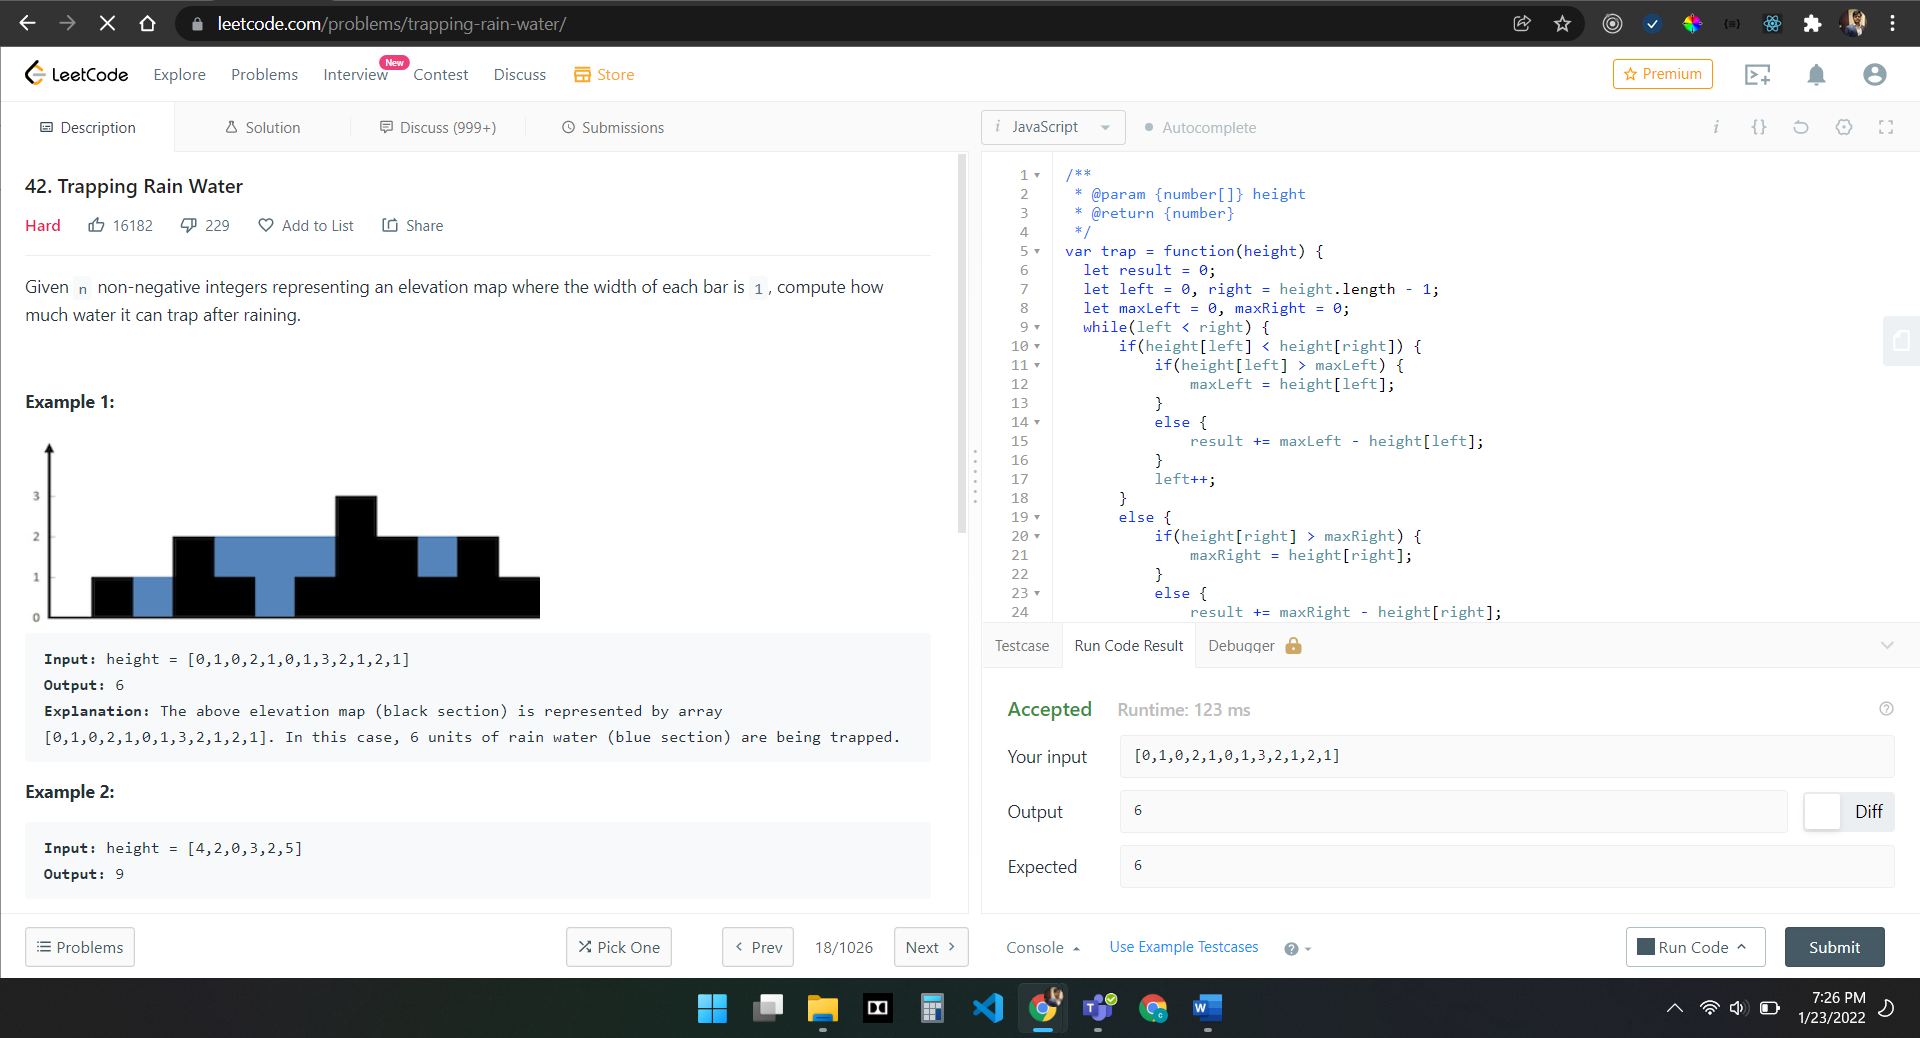 leetcode.com/problems/trapping-rain-water/
LeetCode
Explore
Problems
Interview
New
Contest
Discuss
Store
Premium
Description
Solution
Discuss (999+)
Submissions
i JavaScript
Autocomplete
i
{}
42. Trapping Rain Water
Hard
16182
229
Add to List
Share
Given n non-negative integers representing an elevation map where the width of each bar is 1, compute how
much water it can trap after raining.
Example 1:
3
2
1
0
Input: height = [0,1,0,2,1,0,1,3,2,1,2,1]
Output: 6
Explanation: The above elevation map (black section) is represented by array
[0,1,0,2,1,0,1,3,2,1,2,1]. In this case, 6 units of rain water (blue section) are being trapped.
Example 2:
Input: height = [4,2,0,3,2,5]
Output: 9
Problems
Pick One
Prev
18/1026
Next
1 /**
2 * @param {number[]} height
3 * @return {number}
4 */
5 var trap = function(height) {
6 let result = 0;
7 let left = 0, right = height.length - 1;
8 let maxLeft = 0, maxRight = 0;
9 while(left < right) {
10 if(height[left] < height[right]) {
11 if(height[left] > maxLeft) {
12 maxLeft = height[left];
13 }
14 else {
15 result += maxLeft - height[left];
16 }
17 left++;
18 }
19 else {
20 if(height[right] > maxRight) {
21 maxRight = height[right];
22 }
23 else {
24 result += maxRight - height[right];
Testcase
Run Code Result
Debugger
Accepted
Runtime: 123 ms
Your input
[0,1,0,2,1,0,1,3,2,1,2,1]
Output
6
Diff
Expected
6
Console
Use Example Testcases
Run Code
Submit
7:26 PM
1/23/2022